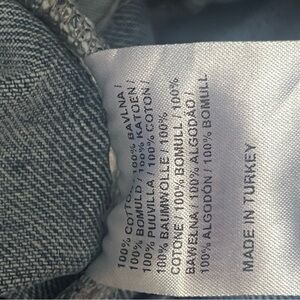 100% COTTON / 100% BAVLNA /
100% BOMULD / 100% KATOEN /
100% PUUVILLA / 100% COTON /
100% BAUMWOLLE / 100%
COTONE / 100% BOMULL / 100%
BAWEŁNA / 100% ALGODÃO /
100% ALGODÓN / 100% BOMULL
MADE IN TURKEY